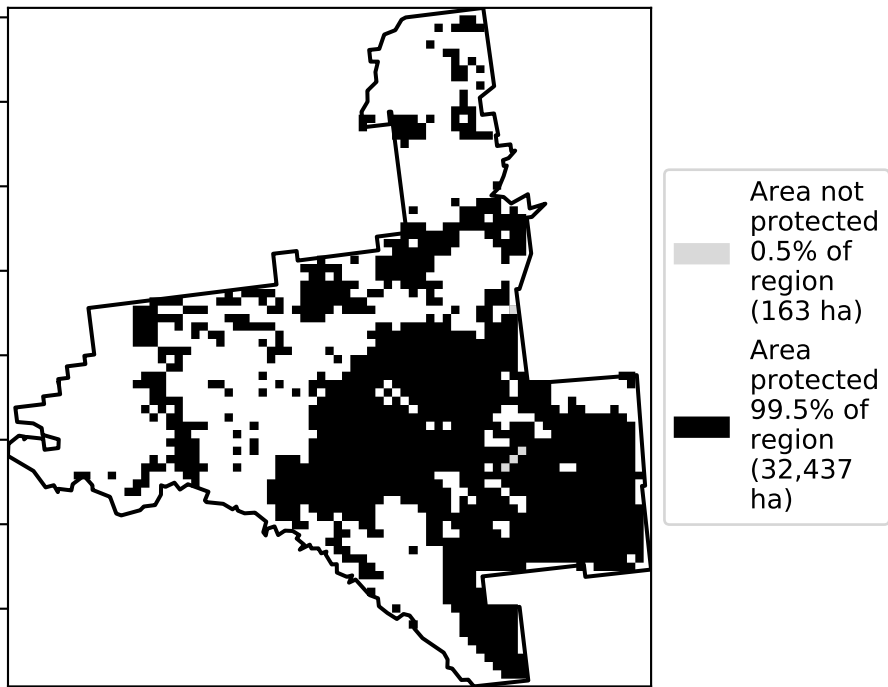 Area not
protected
0.5% of
region
(163 ha)
Area
protected
99.5% of
region
(32,437
ha)